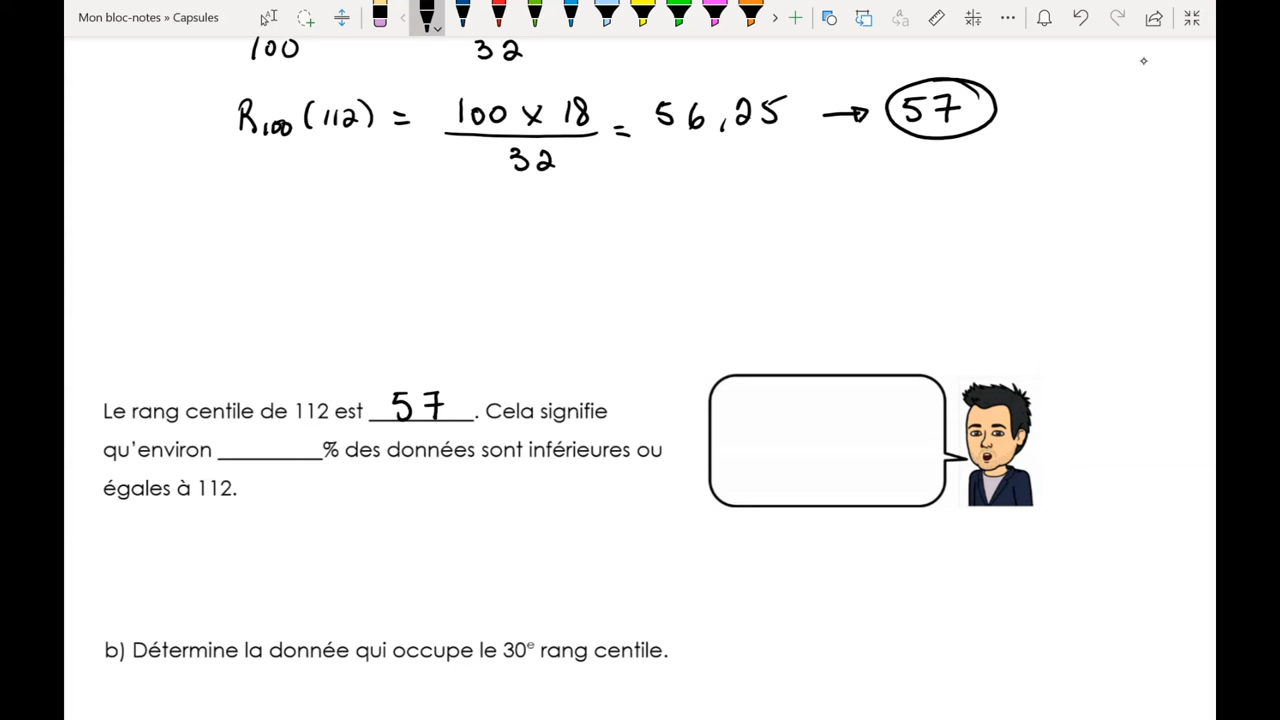 Mon bloc-notes » Capsules
100 32
R100 (112) = 100 x 18 / 32 = 56,25 → 57
Le rang centile de 112 est 57. Cela signifie
qu’environ __________% des données sont inférieures ou
égales à 112.
b) Détermine la donnée qui occupe le 30e rang centile.